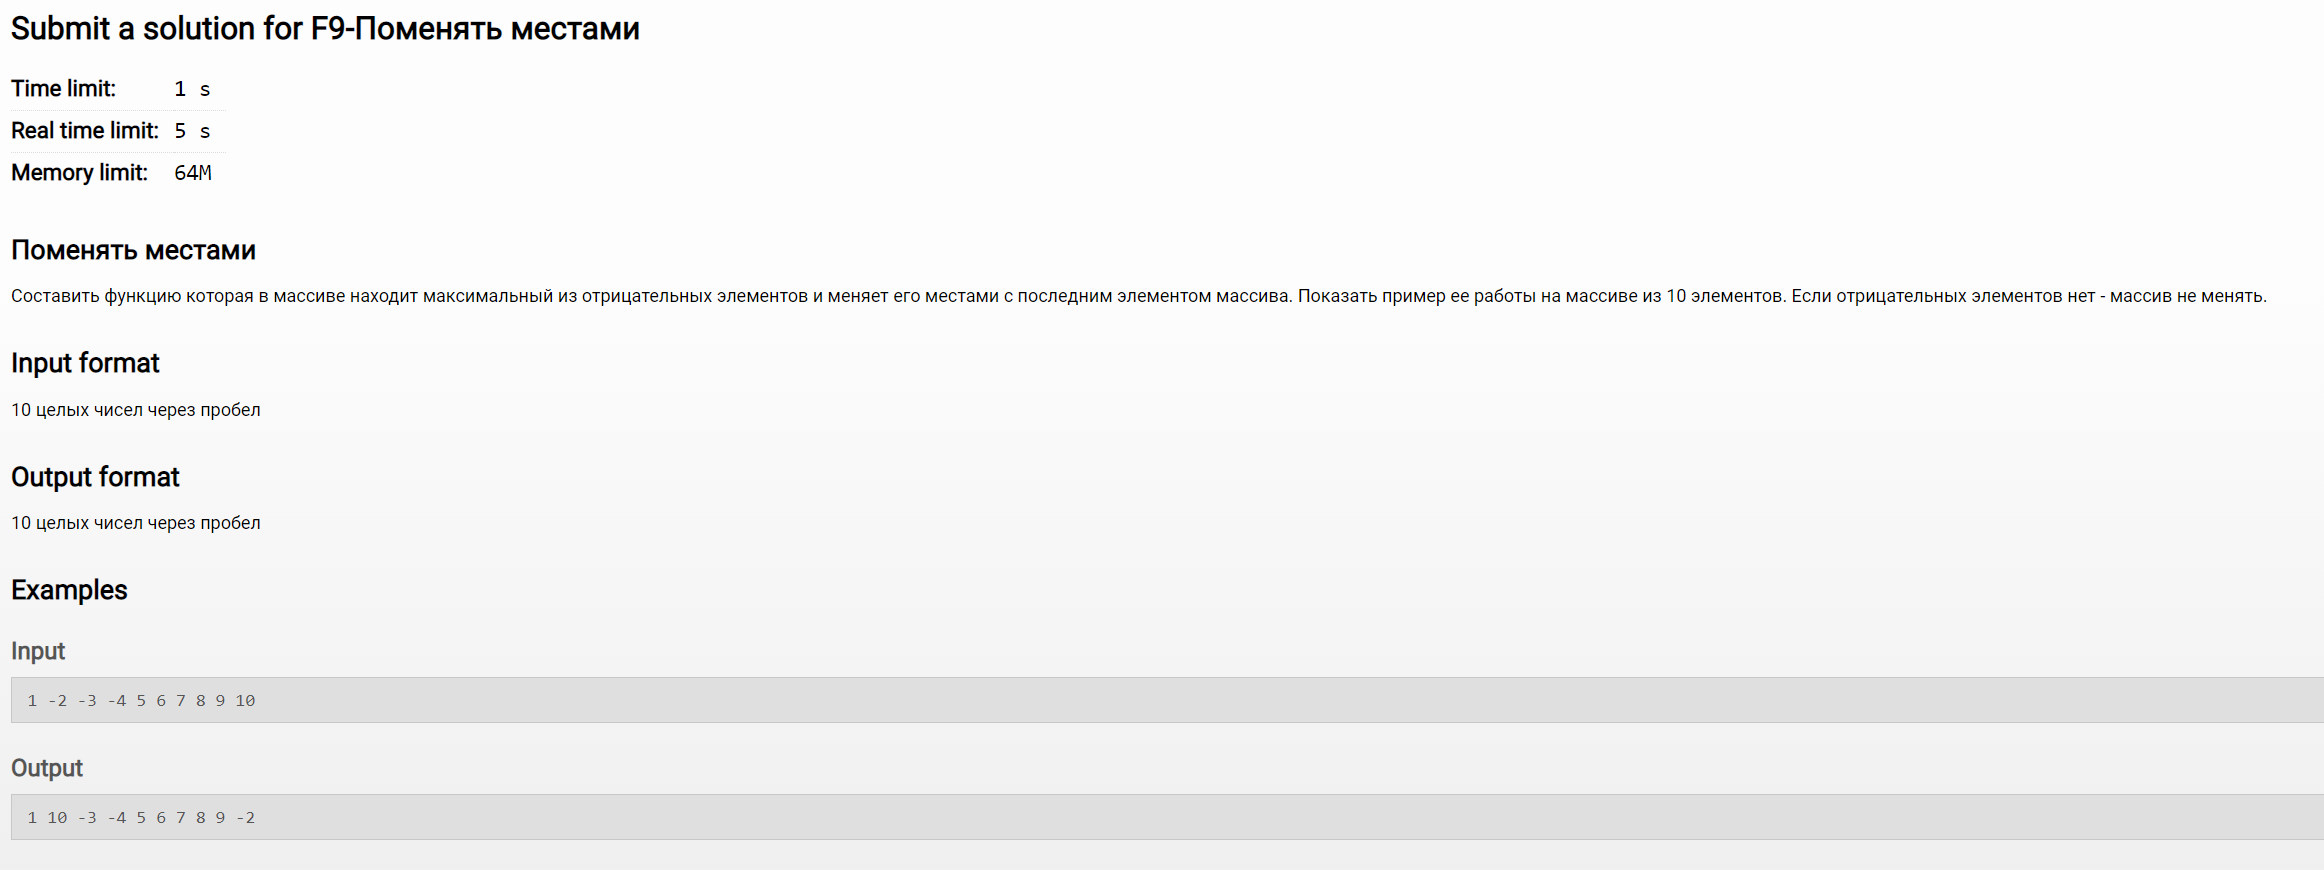 Submit a solution for F9-Поменять местами
Time limit: 1 s
Real time limit: 5 s
Memory limit: 64M
Поменять местами
Составить функцию которая в массиве находит максимальный из отрицательных элементов и меняет его местами с последним элементом массива. Показать пример ее работы на массиве из 10 элементов. Если отрицательных элементов нет - массив не менять.
Input format
10 целых чисел через пробел
Output format
10 целых чисел через пробел
Examples
Input
1 -2 -3 -4 5 6 7 8 9 10
Output
1 10 -3 -4 5 6 7 8 9 -2